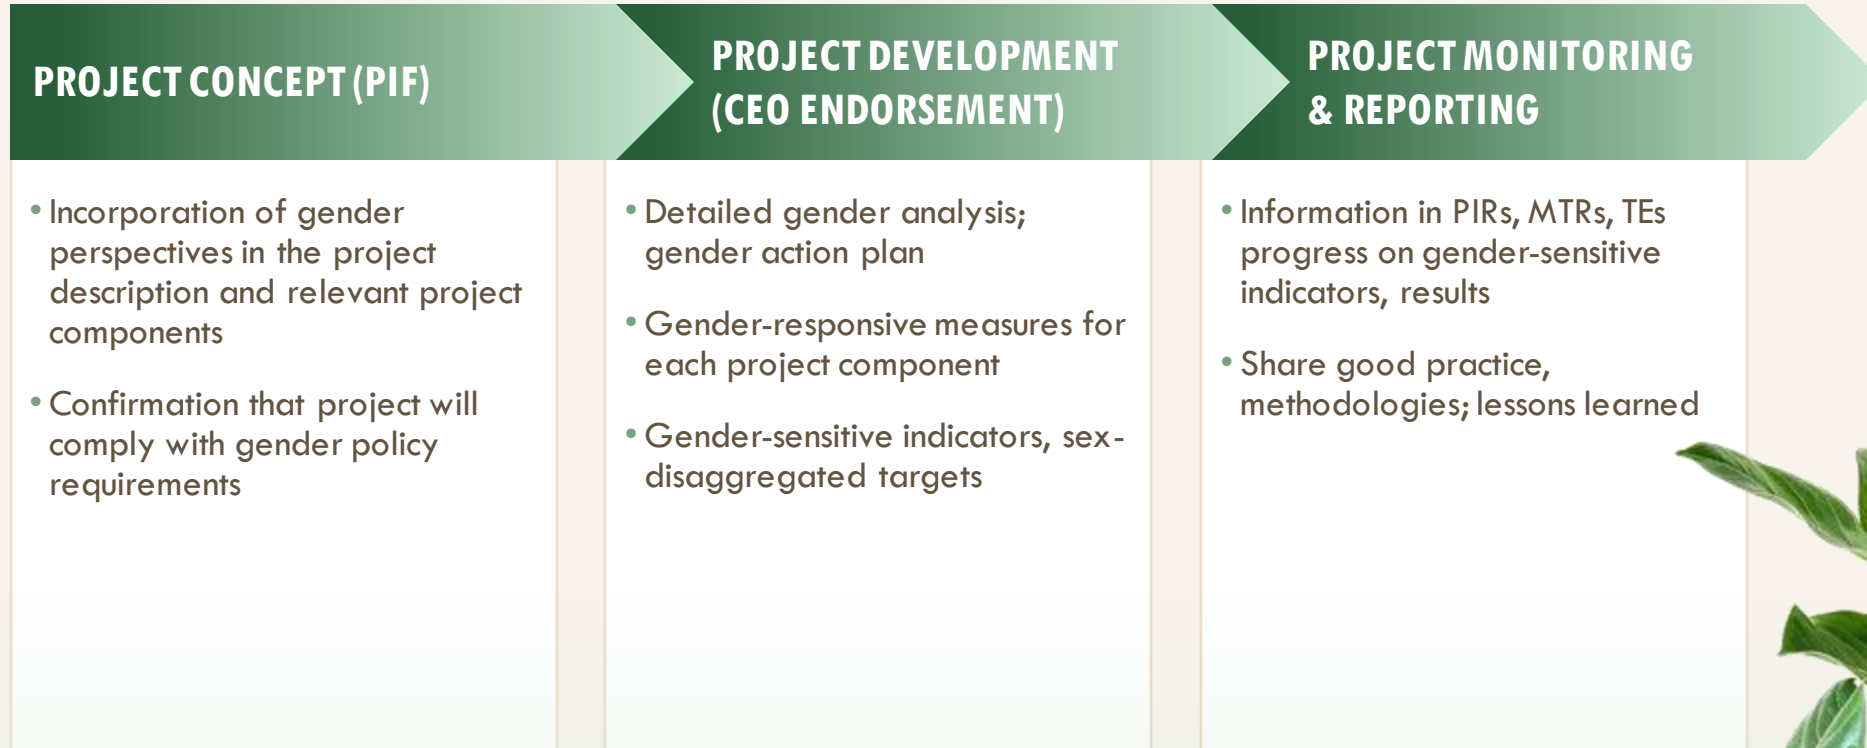 PROJECT CONCEPT (PIF)
• Incorporation of gender
perspectives in the project
description and relevant project
components
• Confirmation that project will
comply with gender policy
requirements
PROJECT DEVELOPMENT
(CEO ENDORSEMENT)
• Detailed gender analysis;
gender action plan
• Gender-responsive measures for
each project component
• Gender-sensitive indicators, sex-
disaggregated targets
PROJECT MONITORING
& REPORTING
• Information in PIRs, MTRs, TEs
progress on gender-sensitive
indicators, results
• Share good practice,
methodologies; lessons learned